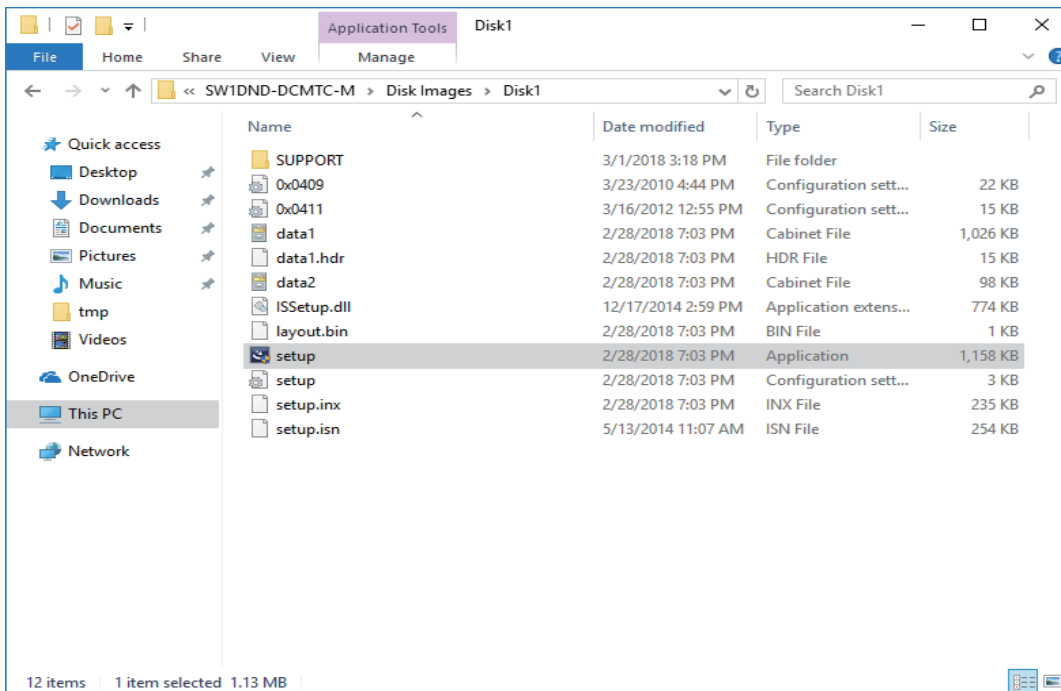 Application Tools Disk1
File Home Share View Manage
« SW1DND-DCMTC-M > Disk Images > Disk1 Search Disk1
Name Date modified Type Size
Quick access
Desktop
Downloads
Documents
Pictures
Music
tmp
Videos
OneDrive
This PC
Network
SUPPORT 3/1/2018 3:18 PM File folder
0x0409 3/23/2010 4:44 PM Configuration sett... 22 KB
0x0411 3/16/2012 12:55 PM Configuration sett... 15 KB
data1 2/28/2018 7:03 PM Cabinet File 1,026 KB
data1.hdr 2/28/2018 7:03 PM HDR File 15 KB
data2 2/28/2018 7:03 PM Cabinet File 98 KB
ISSetup.dll 12/17/2014 2:59 PM Application extens... 774 KB
layout.bin 2/28/2018 7:03 PM BIN File 1 KB
setup 2/28/2018 7:03 PM Application 1,158 KB
setup 2/28/2018 7:03 PM Configuration sett... 3 KB
setup.inx 2/28/2018 7:03 PM INX File 235 KB
setup.isn 5/13/2014 11:07 AM ISN File 254 KB
12 items 1 item selected 1.13 MB